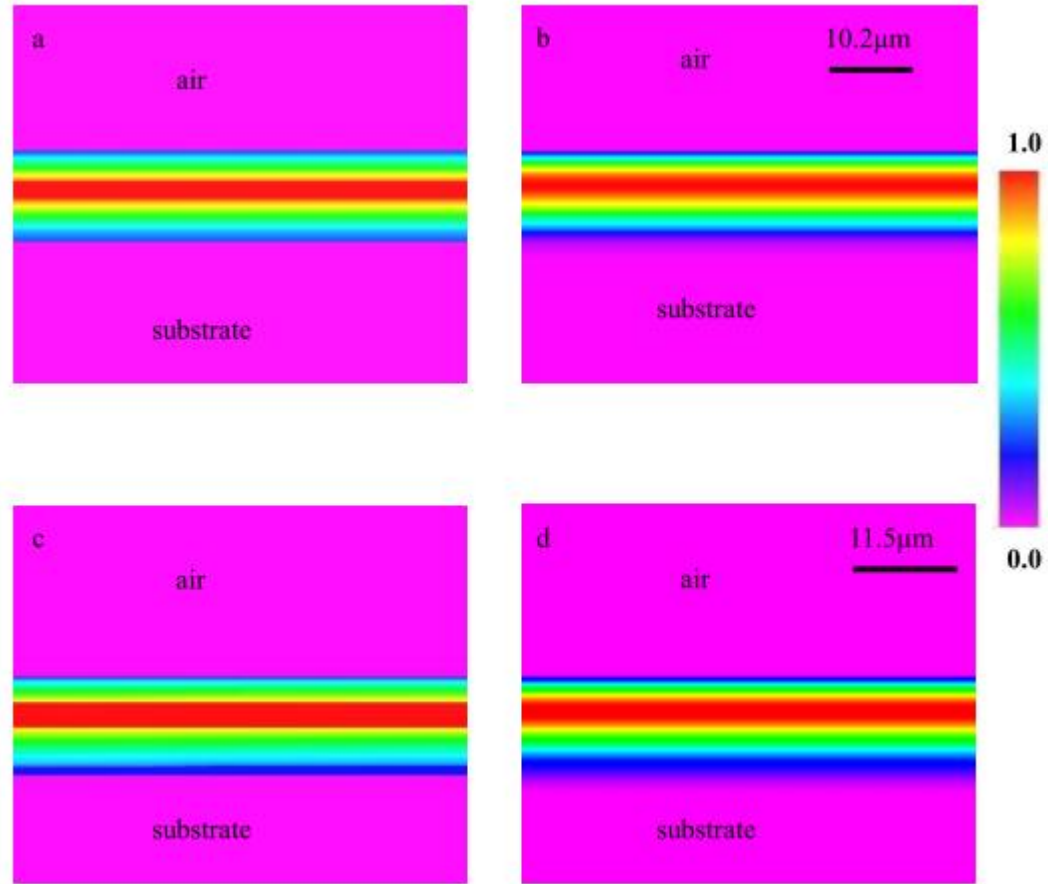 a
air
substrate
b
10.2μm
air
substrate
1.0
0.0
c
air
substrate
d
11.5μm
air
substrate